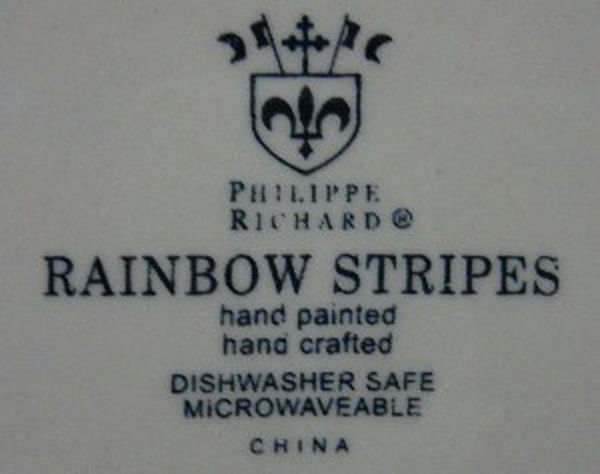 PHILIPPE
RICHARD®
RAINBOW STRIPES
hand painted
hand crafted
DISHWASHER SAFE
MiCROWAVEABLE
CHINA